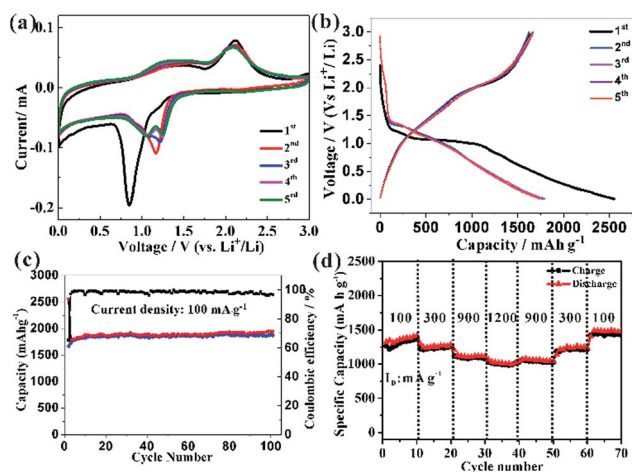 (a)
Current/ mA
0.1
0.0
-0.1
-0.2
1st
2nd
3rd
4th
5rd
0.0 0.5 1.0 1.5 2.0 2.5 3.0
Voltage / V (vs. Li+/Li)
(b)
Voltage / V (Vs Li+/Li)
3.0
2.5
2.0
1.5
1.0
0.5
0.0
1st
2nd
3rd
4th
5th
0 500 1000 1500 2000 2500
Capacity / mAh g-1
(c)
Capacity (mAhg-1)
3000
2500
2000
1500
1000
500
0
Current density: 100 mA g-1
100
80
60
40
20
0
Coulombic efficiency / %
0 20 40 60 80 100
Cycle Number
(d)
Specific Capacity (mA h g-1)
2500
2000
1500
1000
500
0
Charge
Discharge
100 300 900 1200 900 300 100
ID: mA g-1
0 10 20 30 40 50 60 70
Cycle number